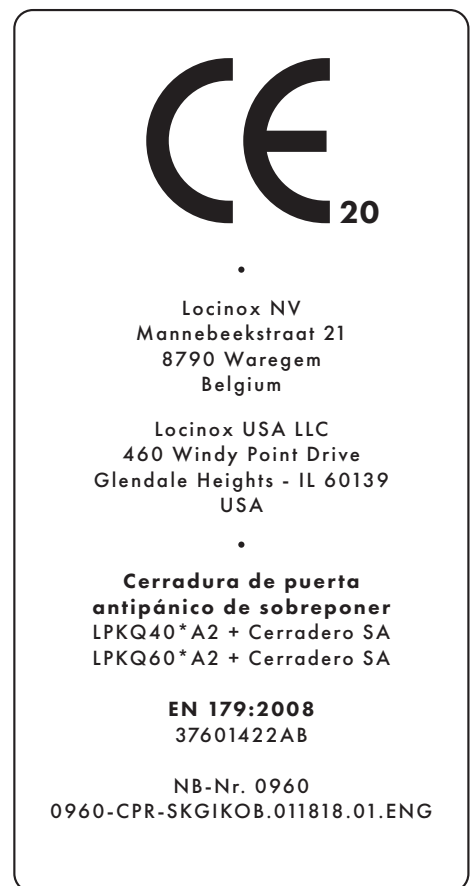 CE
20
•
Locinox NV
Mannebeekstraat 21
8790 Waregem
Belgium
Locinox USA LLC
460 Windy Point Drive
Glendale Heights - IL 60139
USA
•
Cerradura de puerta
antipánico de sobreponer
LPKQ40*A2 + Cerradero SA
LPKQ60*A2 + Cerradero SA
EN 179:2008
37601422AB
NB-Nr. 0960
0960-CPR-SKGIKOB.011818.01.ENG